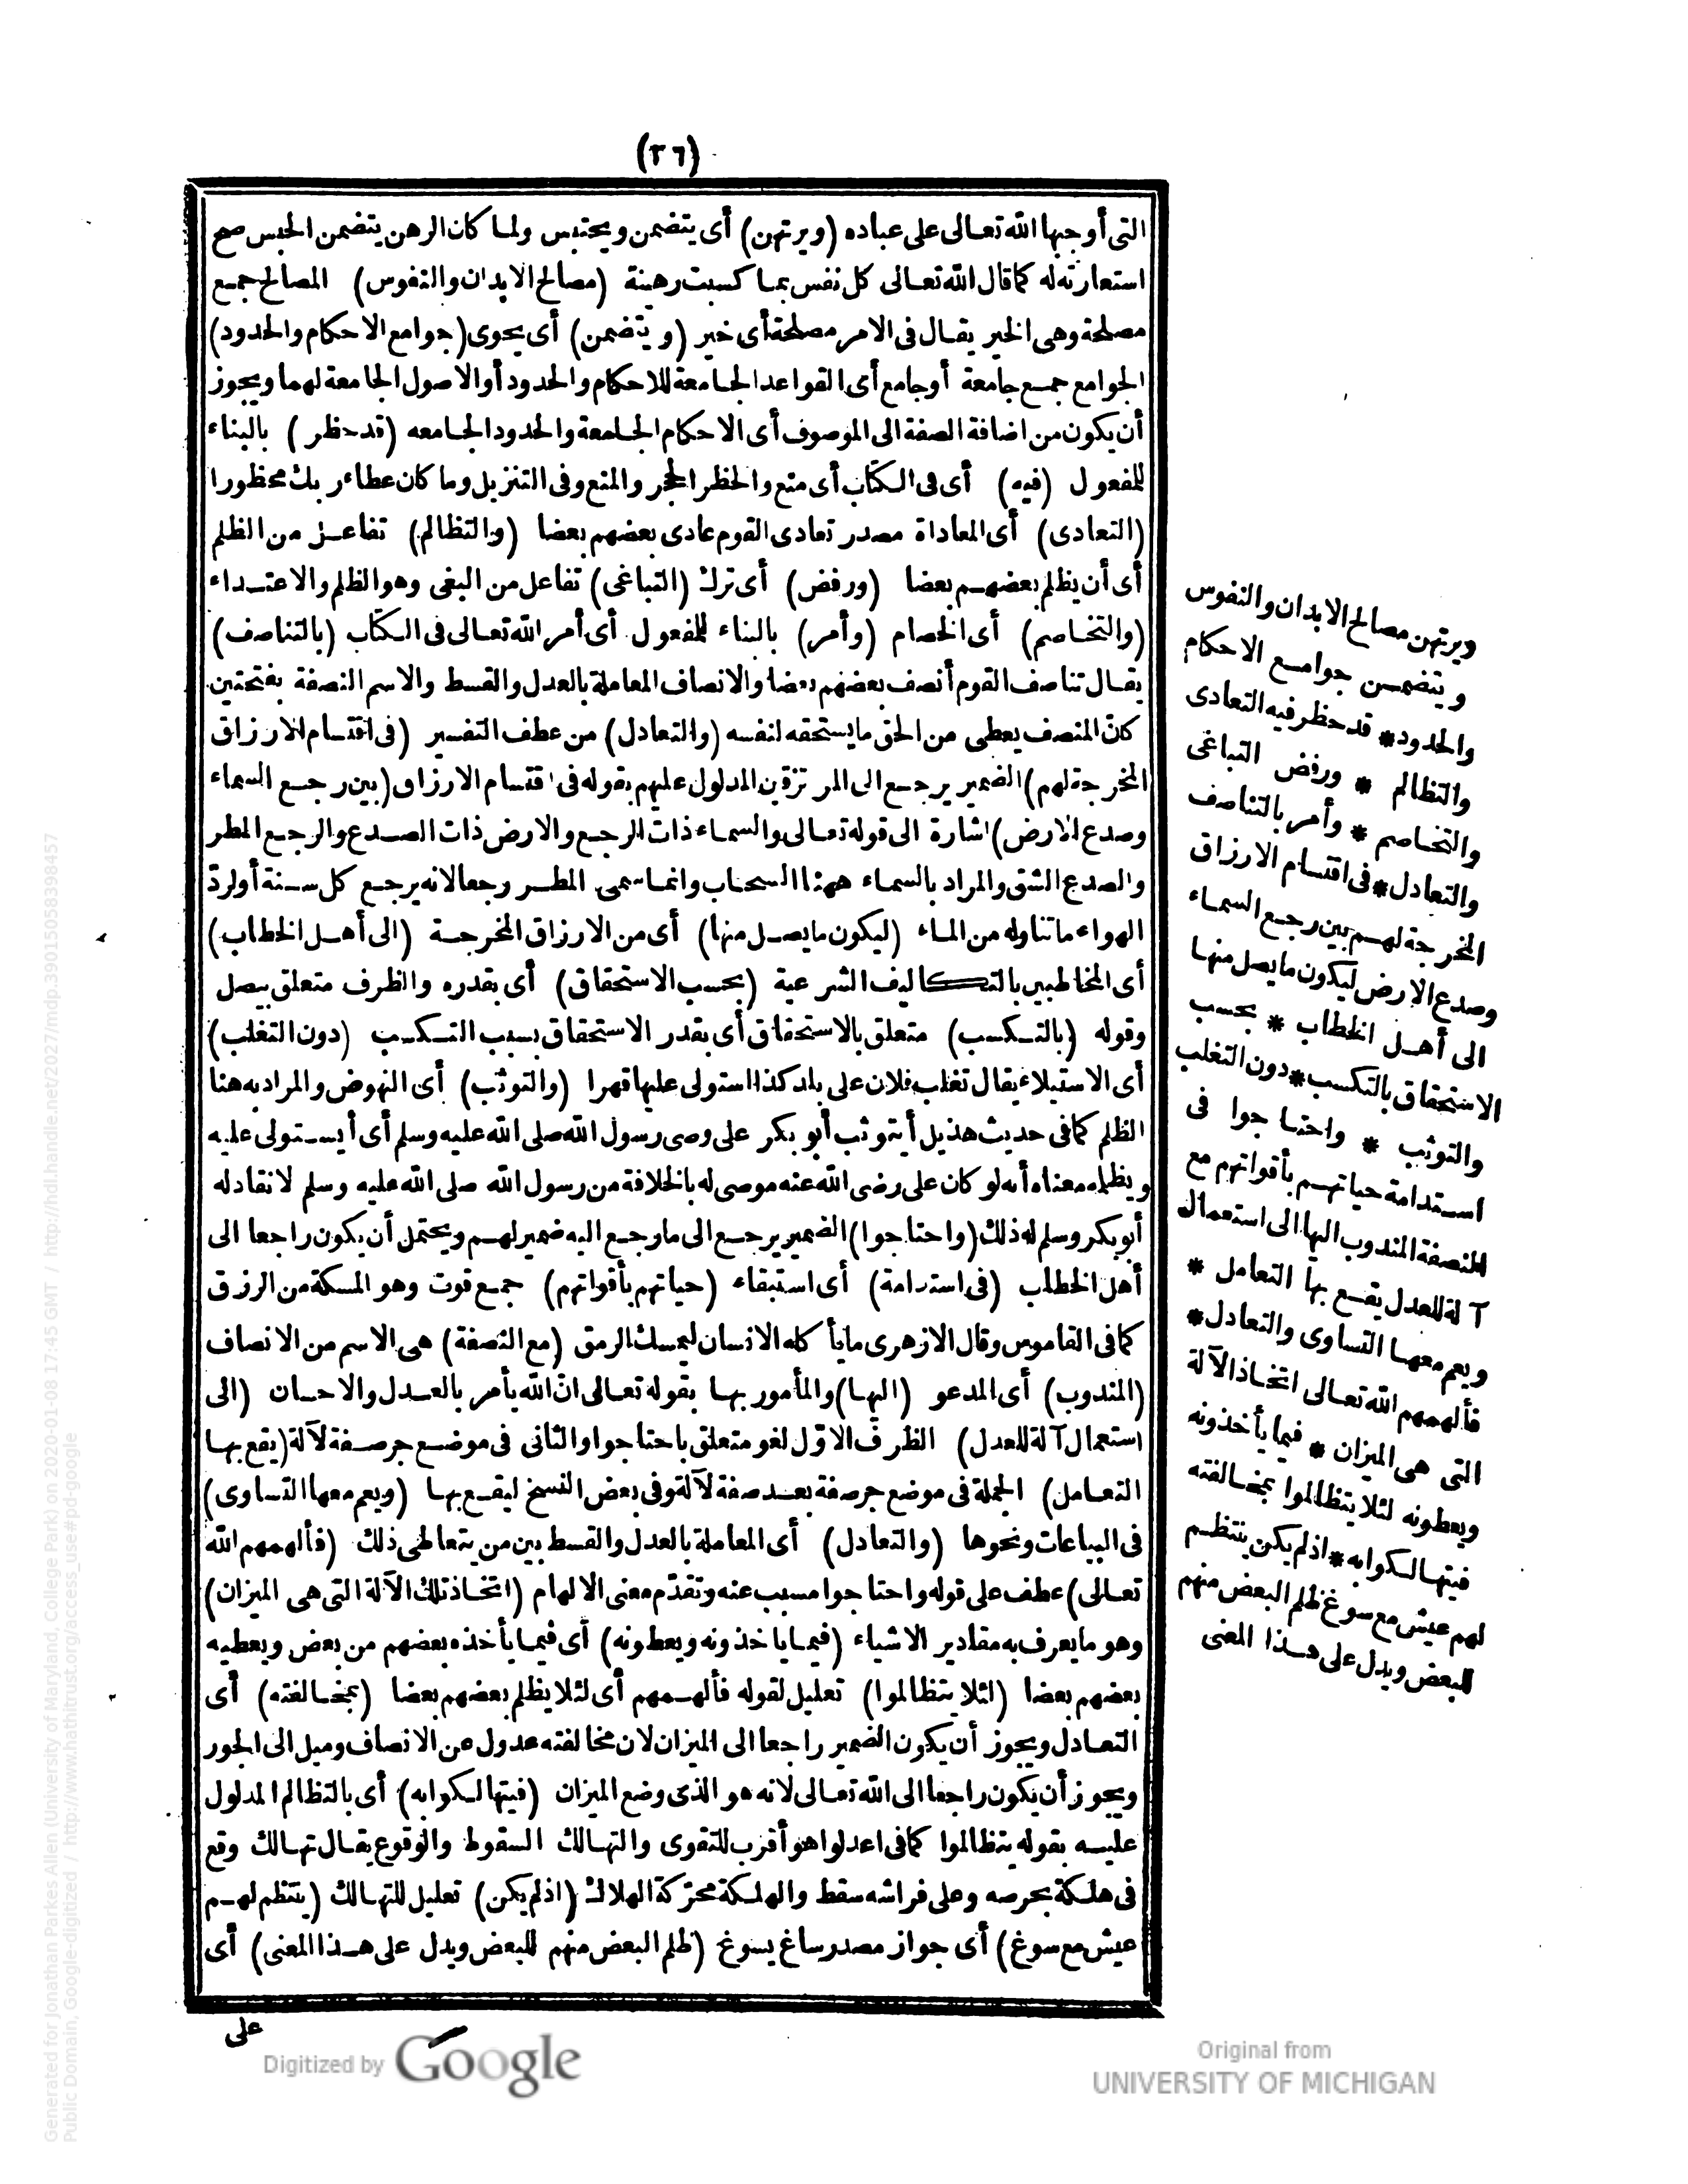 (٢٦)
التى أوجبها الله تعالى على عباده (ويرتهن) أى يتضمن ويحتبس ولما كان الرهن يتضمن الحبس صح
استعارته له كما قال الله تعالى كل نفس بما كسبت رهينة (مصالح الابدان والنفوس) المصالح جمع
مصلحة وهى الخير يقال فى الامر مصلحة أى خير (ويتضمن) أى يحوى (جوامع الاحكام والحدود)
الجوامع جمع جامعة أوجامع أى القواعد الجامعة للاحكام والحدود أوالاصول الجامعة لهما ويجوز
أن يكون من اضافة الصفة الى الموصوف أى الاحكام الجامعة والحدود الجامعه (قد حظر) بالبناء
للمفعول (فيه) أى فى الكتاب أى منع والحظر الحجر والمنع وفى التنزيل وما كان عطاء ربك محظورا
(التعادى) أى المعاداة مصدر تعادى القوم عادى بعضهم بعضا (والتظالم) تفاعل من الظلم
أى أن يظلم بعضهم بعضا (ورفض) أى ترك (التباغى) تفاعل من البغى وهو الظلم والاعتداء
(والتخاصم) أى الخصام (وأمر) بالبناء للمفعول أى أمر الله تعالى فى الكتاب (بالتناصف)
يقال تناصف القوم أنصف بعضهم بعضا والانصاف المعاملة بالعدل والقسط والاسم النصفة بفتحتين
كانّ المنصف يعطى من الحق ما يستحقه لنفسه (والتعادل) من عطف التفسير (فى اقتسام الارزاق
المخرجة لهم) الضمير يرجع الى المرتزقين المدلول عليهم بقوله فى اقتسام الارزاق (بين رجع السماء
وصدع الارض) اشارة الى قوله تعالى والسماء ذات الرجع والارض ذات الصدع والرجع المطر
والصدع الشق والمراد بالسماء ههنا السحاب وانما سمى المطر رجعا لانه يرجع كل سنة أولردّ
الهواء ما تناوله من الماء (ليكون ما يصل منها) أى من الارزاق المخرجة (الى أهل الخطاب)
أى المخاطبين بالتكاليف الشرعية (بحسب الاستحقاق) أى بقدره والظرف متعلق بيصل
وقوله (بالتكسب) متعلق بالاستحقاق أى بقدر الاستحقاق بسبب التكسب (دون التغلب)
أى الاستيلاء يقال تغلب فلان على بلد كذا استولى عليها قهرا (والتوثب) أى النهوض والمراد به هنا
الظلم كما فى حديث هذيل أيتوثب أبو بكر على وصى رسول الله صلى الله عليه وسلم أى أيستولى عليه
ويظلمه معناه أنه لو كان على رضى الله عنه موصى له بالخلافة من رسول الله صلى الله عليه وسلم لانقاد له
أبو بكر وسلم له ذلك (واحتاجوا) الضمير يرجع الى ما رجع اليه ضمير لهم ويحتمل أن يكون راجعا الى
أهل الخطاب (فى استدامة) أى استبقاء (حياتهم بأقواتهم) جمع قوت وهو المسكة من الرزق
كما فى القاموس وقال الازهرى ما يأ كله الانسان ليمسك الرمق (مع النصفة) هى الاسم من الانصاف
(المندوب) أى المدعو (اليها) والمأمور بها بقوله تعالى انّ الله يأمر بالعدل والاحسان (الى
استعمال آلة للعدل) الظرف الاوّل لغو متعلق باحتاجوا والثانى فى موضع جر صفة لآلة (يقع بها
التعامل) الجملة فى موضع جر صفة بعد صفة لآلة وفى بعض النسخ ليقع بها (ويعم معها التساوى)
فى البياعات ونحوها (والتعادل) أى المعاملة بالعدل والقسط بين من يتعاطى ذلك (فألهمهم الله
تعالى) عطف على قوله واحتاجوا مسبب عنه وتقدّم معنى الالهام (اتخاذ تلك الآلة التى هى الميزان)
وهو ما يعرف به مقادير الاشياء (فيما يأخذونه ويعطونه) أى فيما يأخذه بعضهم من بعض ويعطيه
بعضهم بعضا (لئلا يتظالموا) تعليل لقوله فألهمهم أى لئلا يظلم بعضهم بعضا (بمخالفته) أى
التعادل ويجوز أن يكون الضمير راجعا الى الميزان لان مخالفته عدول عن الانصاف وميل الى الجور
ويجوز أن يكون راجعا الى الله تعالى لانه هو الذى وضع الميزان (فيتهالكوا به) أى بالتظالم المدلول
عليه بقوله يتظالموا كما فى اعدلوا هو أقرب للتقوى والتهالك السقوط والوقوع يقال تهالك وقع
فى هلكة بحرصه وعلى فراشه سقط والهلكة محرّكة الهلاك (اذ لم يكن) تعليل للتهالك (ينتظم لهم
عيش مع سوغ) أى جواز مصدر ساغ يسوغ (ظلم البعض منهم للبعض ويدل على هذا المعنى) أى
على
ويرتهن مصالح الابدان والنفوس
ويتضمن جوامع الاحكام
والحدود * قد حظر فيه التعادى
والتظالم * ورفض التباغى
والتخاصم * وأمر بالتناصف
والتعادل * فى اقتسام الارزاق
المخرجة لهم بين رجع السماء
وصدع الارض ليكون ما يصل منها
الى أهل الخطاب * بحسب
الاستحقاق بالتكسب * دون التغلب
والتوثب * واحتاجوا فى
استدامة حياتهم بأقواتهم مع
النصفة المندوب اليها الى استعمال
آلة للعدل يقع بها التعامل *
ويعم معها التساوى والتعادل *
فألهمهم الله تعالى اتخاذ الآلة
التى هى الميزان * فيما يأخذونه
ويعطونه لئلا يتظالموا بمخالفته
فيتهالكوا به * اذ لم يكن ينتظم
لهم عيش مع سوغ ظلم البعض منهم
للبعض ويدل على هذا المعنى
Generated for Jonathan Parkes Allen (University of Maryland, College Park) on 2020-01-08 17:45 GMT / http://hdl.handle.net/2027/mdp.39015058398457
Public Domain, Google-digitized / http://www.hathitrust.org/access_use#pd-google
Digitized by Google
Original from
UNIVERSITY OF MICHIGAN